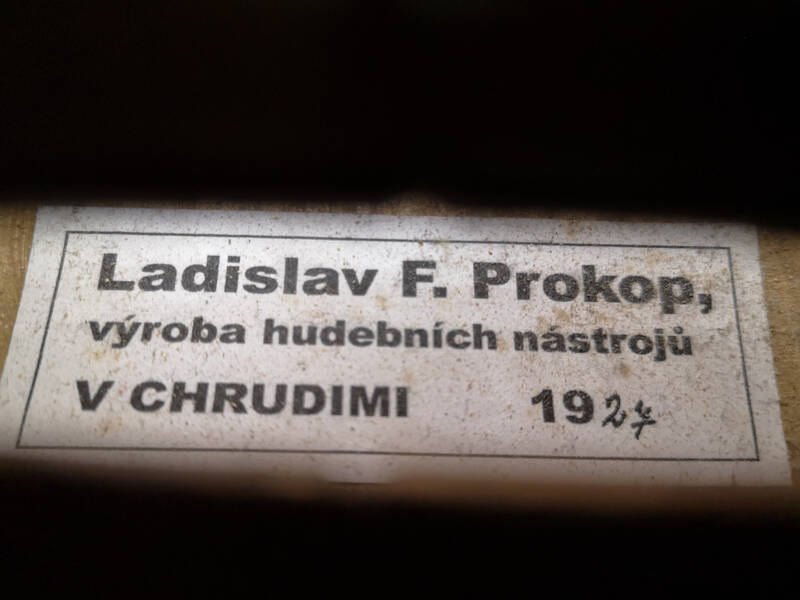 Ladislav F. Prokop,
výroba hudebních nástrojů
V CHRUDIMI 1927